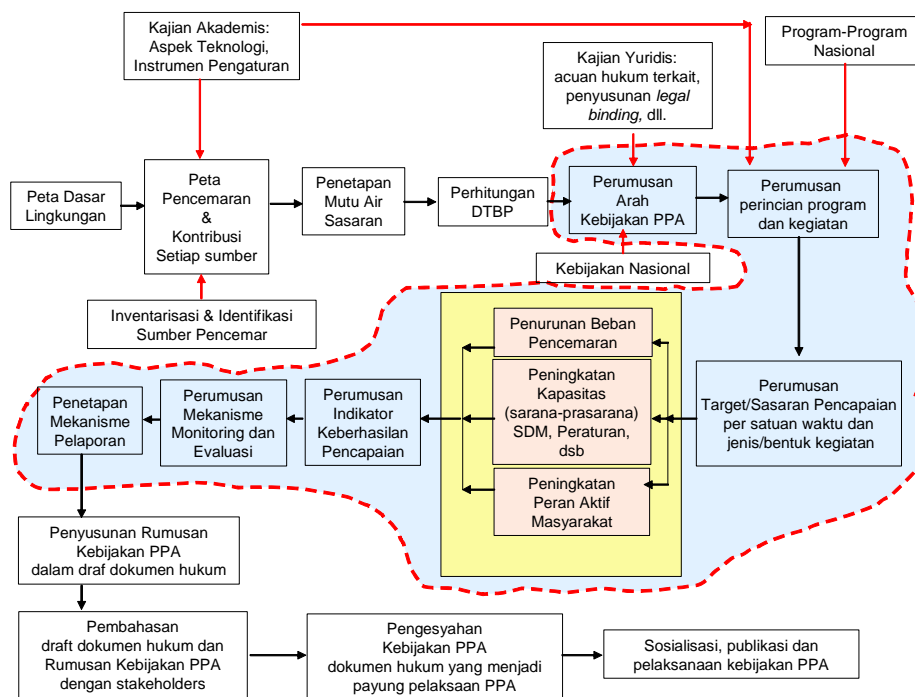 Kajian Akademis:
Aspek Teknologi,
Instrumen Pengaturan
Program-Program
Nasional
Kajian Yuridis:
acuan hukum terkait,
penyusunan legal
binding, dll.
Peta Dasar
Lingkungan
Peta
Pencemaran
&
Kontribusi
Setiap sumber
Penetapan
Mutu Air
Sasaran
Perhitungan
DTBP
Perumusan
Arah
Kebijakan PPA
Perumusan
perincian program
dan kegiatan
Kebijakan Nasional
Inventarisasi & Identifikasi
Sumber Pencemar
Penurunan Beban
Pencemaran
Peningkatan
Kapasitas
(sarana-prasarana)
SDM, Peraturan,
dsb
Peningkatan
Peran Aktif
Masyarakat
Perumusan
Target/Sasaran Pencapaian
per satuan waktu dan
jenis/bentuk kegiatan
Perumusan
Indikator
Keberhasilan
Pencapaian
Perumusan
Mekanisme
Monitoring dan
Evaluasi
Penetapan
Mekanisme
Pelaporan
Penyusunan Rumusan
Kebijakan PPA
dalam draf dokumen hukum
Pembahasan
draft dokumen hukum dan
Rumusan Kebijakan PPA
dengan stakeholders
Pengesyahan
Kebijakan PPA
dokumen hukum yang menjadi
payung pelaksaan PPA
Sosialisasi, publikasi dan
pelaksanaan kebijakan PPA